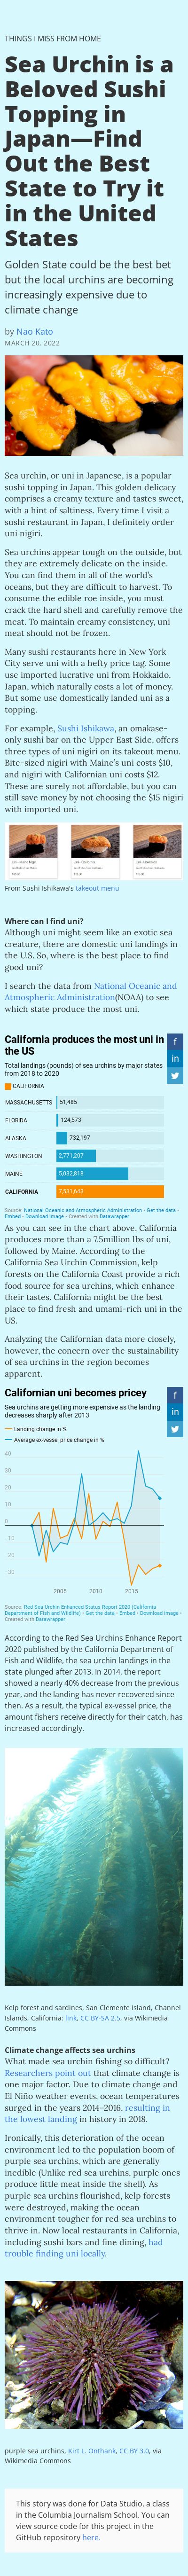 THINGS I MISS FROM HOME
Sea Urchin is a
Beloved Sushi
Topping in
Japan—Find
Out the Best
State to Try it
in the United
States
Golden State could be the best bet
but the local urchins are becoming
increasingly expensive due to
climate change
by Nao Kato
MARCH 20, 2022
Sea urchin, or uni in Japanese, is a popular
sushi topping in Japan. This golden delicacy
comprises a creamy texture and tastes sweet,
with a hint of saltiness. Every time I visit a
sushi restaurant in Japan, I definitely order
uni nigiri.
Sea urchins appear tough on the outside, but
they are extremely delicate on the inside.
You can find them in all of the world's
oceans, but they are difficult to harvest. To
consume the edible roe inside, you must
crack the hard shell and carefully remove the
meat. To maintain creamy consistency, uni
meat should not be frozen.
Many sushi restaurants here in New York
City serve uni with a hefty price tag. Some
use imported lucrative uni from Hokkaido,
Japan, which naturally costs a lot of money.
But some use domestically landed uni as a
topping.
For example, Sushi Ishikawa, an omakase-
only sushi bar on the Upper East Side, offers
three types of uni nigiri on its takeout menu.
Bite-sized nigiri with Maine's uni costs $10,
and nigiri with Californian uni costs $12.
These are surely not affordable, but you can
still save money by not choosing the $15 nigiri
with imported uni.
From Sushi Ishikawa's takeout menu
Where can I find uni?
Although uni might seem like an exotic sea
creature, there are domestic uni landings in
the U.S. So, where is the best place to find
good uni?
I search the data from National Oceanic and
Atmospheric Administration(NOAA) to see
which state produce the most uni.
California produces the most uni in
the US
Total landings (pounds) of sea urchins by major states
from 2018 to 2020
CALIFORNIA
MASSACHUSETTS 51,485
FLORIDA 124,573
ALASKA 732,197
WASHINGTON 2,771,207
MAINE 5,032,818
CALIFORNIA 7,531,643
Source: National Oceanic and Atmospheric Administration • Get the data •
Embed • Download image • Created with Datawrapper
As you can see in the chart above, California
landed more than a 7.5million lbs of uni,
followed by Maine. According to the
California Sea Urchin Commission, kelp
forests on the California Coast provide a rich
food source for sea urchins, which enhances
their tastes. California might be the best
place to find fresh and umami-rich uni in the
US.
Analyzing the Californian data more closely,
however, the concern over the sustainability
of sea urchins in the region becomes
apparent.
Californian uni becomes pricey
Sea urchins are getting more expensive as the landing
decreases sharply after 2013
Landing change in %
Average ex-vessel price change in %
40
30
20
10
0
−10
−20
−30
2005 2010 2015
Source: Red Sea Urchin Enhanced Status Report 2020 (California
Department of Fish and Wildlife) • Get the data • Embed • Download image •
Created with Datawrapper
According to the Red Sea Urchins Enhance Report
2020 published by the California Department of
Fish and Wildlife, the sea urchin landings in the
state plunged after 2013. In 2014, the report
showed a nearly 40% decrease from the previous
year, and the landing has never recovered since
then. As a result, the typical ex-vessel price, the
amount fishers receive directly for their catch, has
increased accordingly.
Kelp forest and sardines, San Clemente Island, Channel
Islands, California: link, CC BY-SA 2.5, via Wikimedia
Commons
Climate change affects sea urchins
What made sea urchin fishing so difficult?
Researchers point out that climate change is
one major factor. Due to climate change and
El Niño weather events, ocean temperatures
surged in the years 2014–2016, resulting in
the lowest landing in history in 2018.
Ironically, this deterioration of the ocean
environment led to the population boom of
purple sea urchins, which are generally
inedible (Unlike red sea urchins, purple ones
produce little meat inside the shell). As
purple sea urchins flourished, kelp forests
were destroyed, making the ocean
environment tougher for red sea urchins to
thrive in. Now local restaurants in California,
including sushi bars and fine dining, had
trouble finding uni locally.
purple sea urchins, Kirt L. Onthank, CC BY 3.0, via
Wikimedia Commons
This story was done for Data Studio, a class
in the Columbia Journalism School. You can
view source code for this project in the
GitHub repository here.